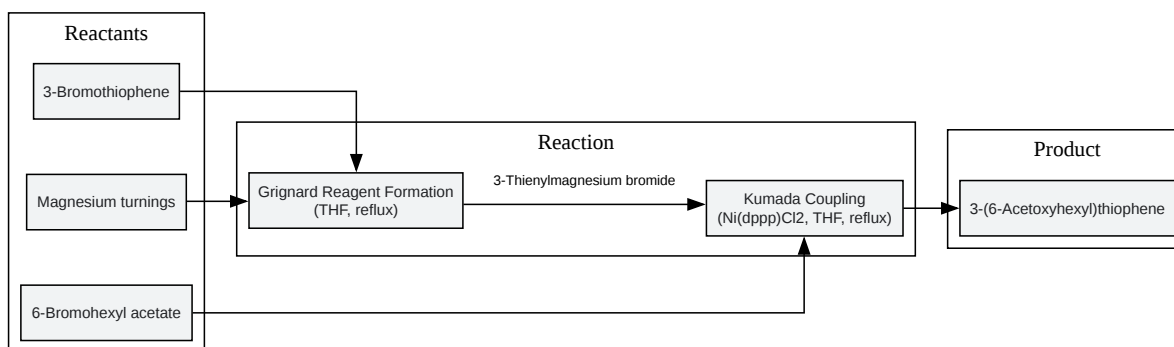 Reactants
3-Bromothiophene
Magnesium turnings
6-Bromohexyl acetate
Reaction
Grignard Reagent Formation
(THF, reflux)
3-Thienylmagnesium bromide
Kumada Coupling
(Ni(dppp)Cl2, THF, reflux)
Product
3-(6-Acetoxyhexyl)thiophene